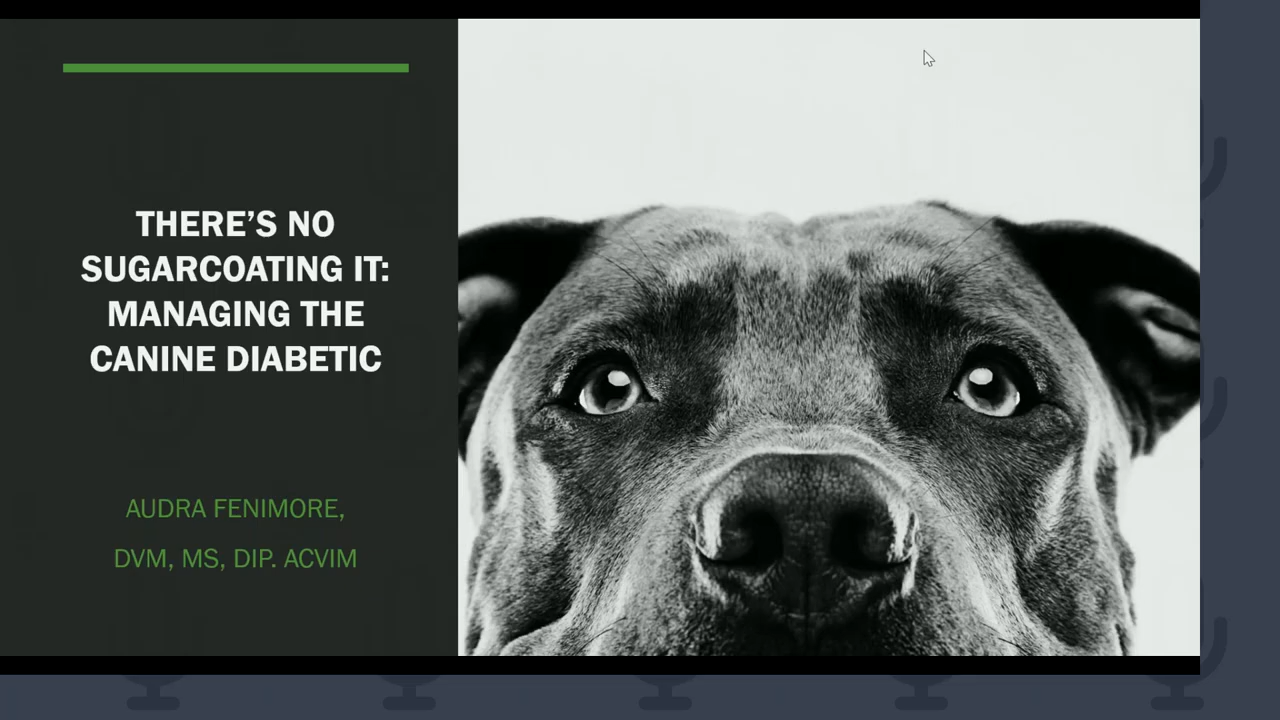 THERE’S NO
SUGARCOATING IT:
MANAGING THE
CANINE DIABETIC
AUDRA FENIMORE,
DVM, MS, DIP. ACVIM